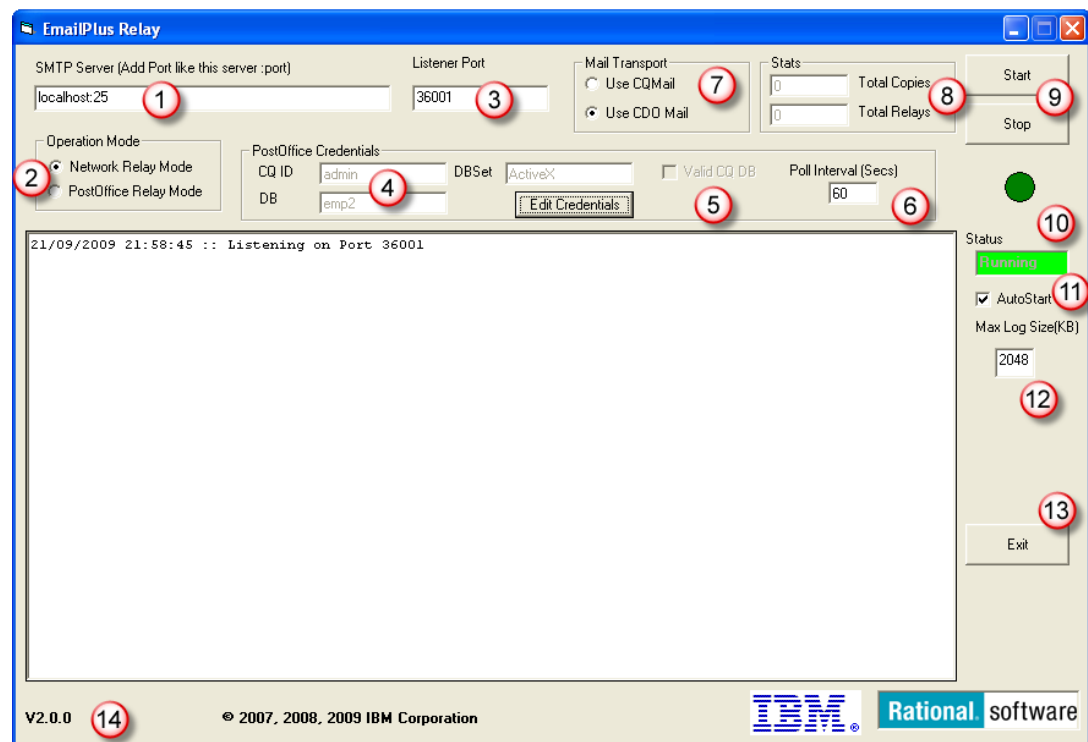 EmailPlus Relay
SMTP Server (Add Port like this server :port)
localhost:25
1
Listener Port
36001
3
Mail Transport
Use CQMail
Use CDO Mail
7
Stats
0 Total Copies
0 Total Relays
8
Start
Stop
9
Operation Mode
Network Relay Mode
PostOffice Relay Mode
2
PostOffice Credentials
CQ ID admin
DB emp2
4
DBSet ActiveX
Edit Credentials
Valid CQ DB
5
Poll Interval (Secs)
60
6
10
21/09/2009 21:58:45 :: Listening on Port 36001
Status
Running
AutoStart
11
Max Log Size(KB)
2048
12
13
Exit
V2.0.0
14
© 2007, 2008, 2009 IBM Corporation
IBM®
Rational. software